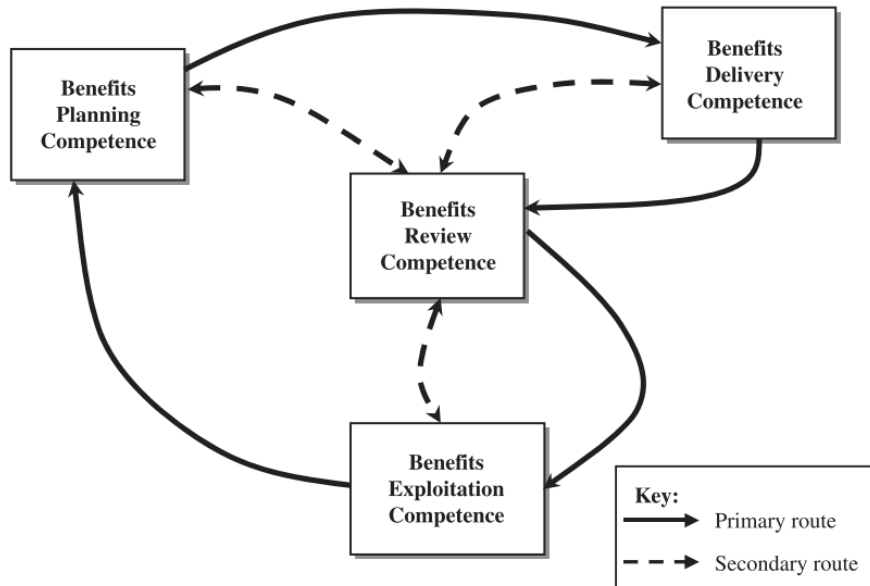 Benefits
Planning
Competence
Benefits
Delivery
Competence
Benefits
Review
Competence
Benefits
Exploitation
Competence
Key:
Primary route
Secondary route